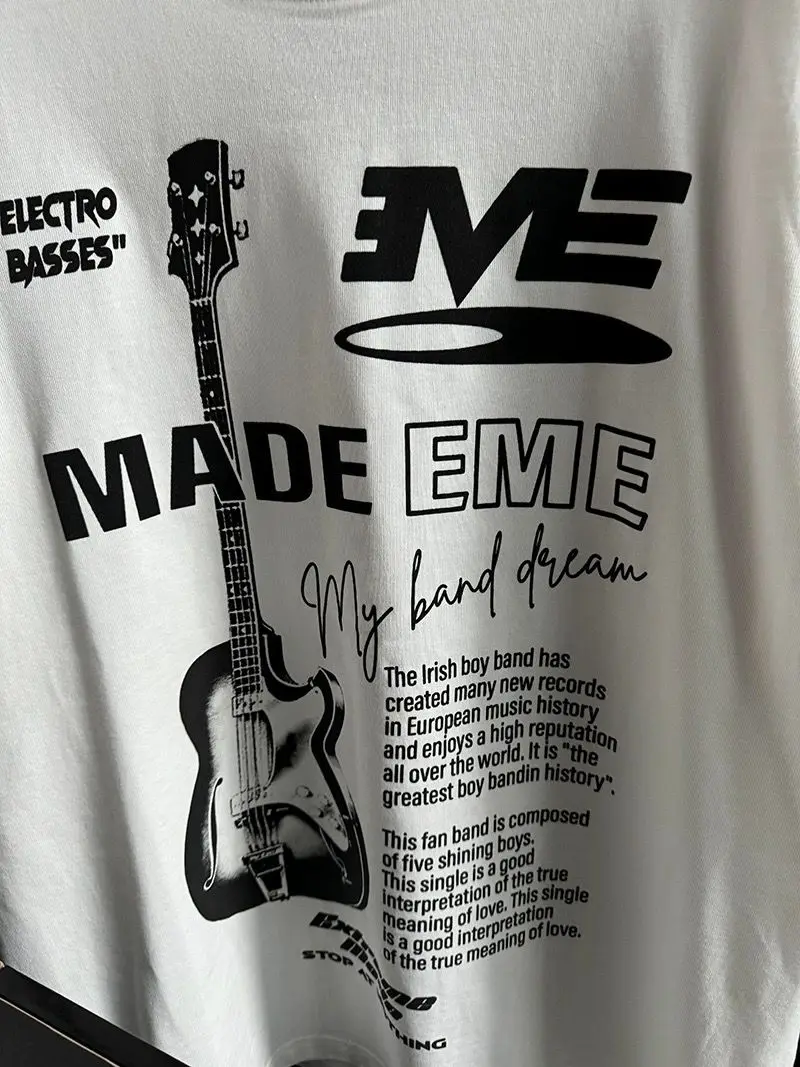 ELECTRO
BASSES"
EME
MADE EME
My band dream
The Irish boy band has
created many new records
in European music history
and enjoys a high reputation
all over the world. It is "the
greatest boy bandin history".
This fan band is composed
of five shining boys.
This single is a good
interpretation of the true
meaning of love. This single
is a good interpretation
of the true meaning of love.
STOP